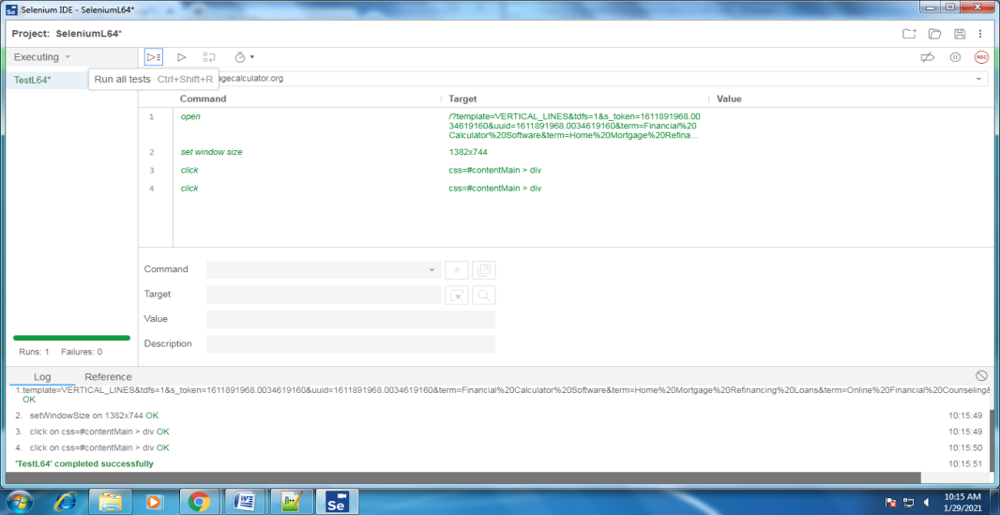 Selenium IDE - SeleniumL64*
Project: SeleniumL64*
Executing
TestL64*
Run all tests Ctrl+Shift+R
agecalculator.org
Command Target Value
1 open /?template=VERTICAL_LINES&tdfs=1&s_token=1611891968.00
34619160&uuid=1611891968.0034619160&term=Financial%20
Calculator%20Software&term=Home%20Mortgage%20Refina...
2 set window size 1382x744
3 click css=#contentMain > div
4 click css=#contentMain > div
Command
//
Target
Value
Description
Runs: 1 Failures: 0
Log Reference
1.template=VERTICAL_LINES&tdfs=1&s_token=1611891968.0034619160&uuid=1611891968.0034619160&term=Financial%20Calculator%20Software&term=Home%20Mortgage%20Refinancing%20Loans&term=Online%20Financial%20Counseling&
OK
2. setWindowSize on 1382x744 OK 10:15:49
3. click on css=#contentMain > div OK 10:15:49
4. click on css=#contentMain > div OK 10:15:50
'TestL64' completed successfully 10:15:51
REC
Se
10:15 AM
1/29/2021